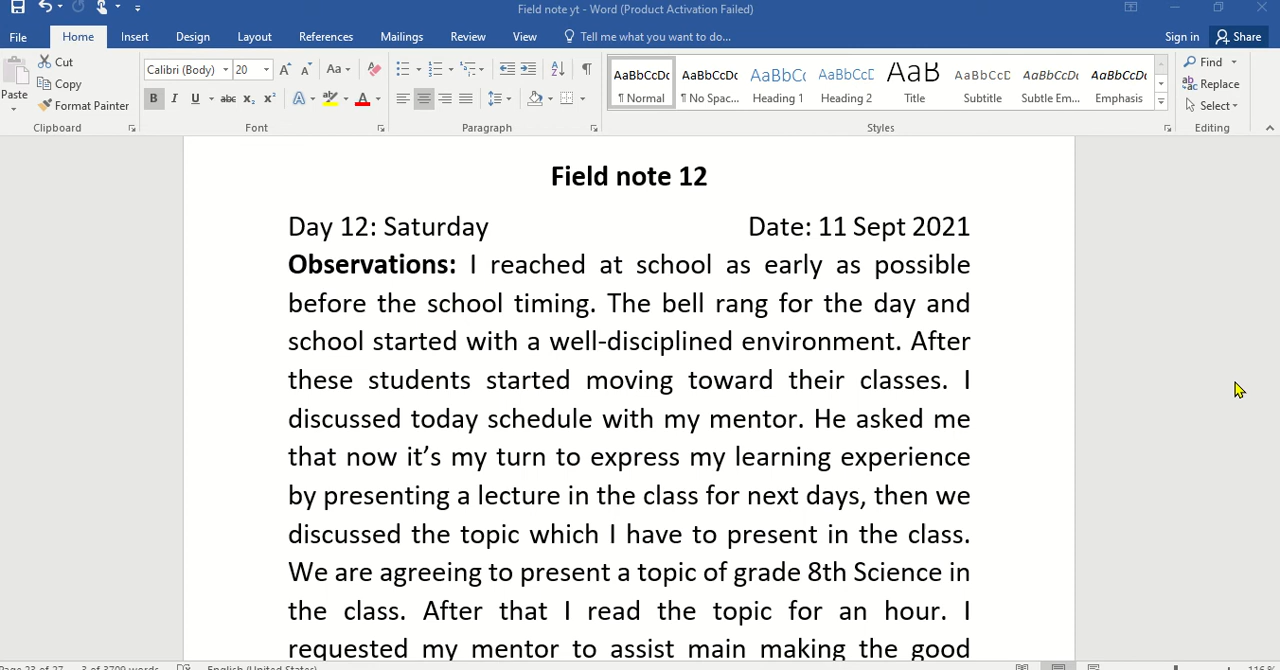 Field note yt - Word (Product Activation Failed)
File Home Insert Design Layout References Mailings Review View Tell me what you want to do... Sign in Share
Paste Cut Copy Format Painter Clipboard
Calibri (Body) 20 Font
Paragraph
AaBbCcDc AaBbCcDc AaBbCc AaBbCcE AaB AaBbCcD AaBbCcDc AaBbCcDc
¶ Normal ¶ No Spac... Heading 1 Heading 2 Title Subtitle Subtle Em... Emphasis
Styles
Find Replace Select Editing
Field note 12
Day 12: Saturday Date: 11 Sept 2021
Observations: I reached at school as early as possible
before the school timing. The bell rang for the day and
school started with a well-disciplined environment. After
these students started moving toward their classes. I
discussed today schedule with my mentor. He asked me
that now it’s my turn to express my learning experience
by presenting a lecture in the class for next days, then we
discussed the topic which I have to present in the class.
We are agreeing to present a topic of grade 8th Science in
the class. After that I read the topic for an hour. I
requested my mentor to assist main making the good
Page 23 of 27 3 of 3709 words English (United States) 116 %